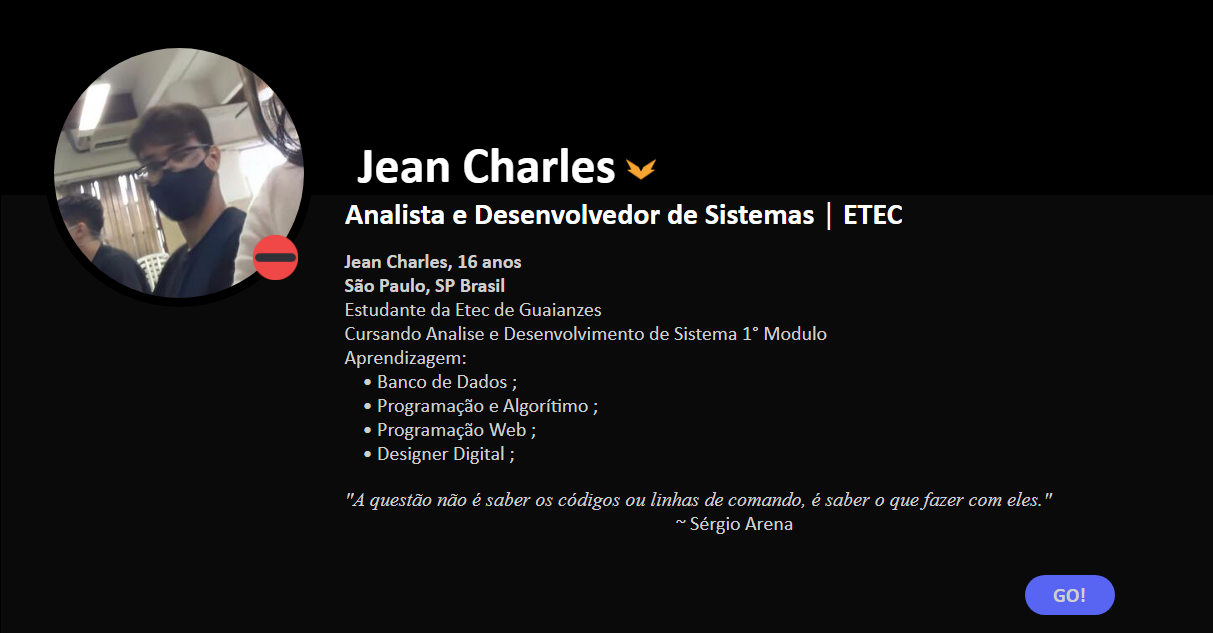 Jean Charles
Analista e Desenvolvedor de Sistemas | ETEC
Jean Charles, 16 anos
São Paulo, SP Brasil
Estudante da Etec de Guaianzes
Cursando Analise e Desenvolvimento de Sistema 1° Modulo
Aprendizagem:
• Banco de Dados ;
• Programação e Algorítimo ;
• Programação Web ;
• Designer Digital ;
"A questão não é saber os códigos ou linhas de comando, é saber o que fazer com eles."
~ Sérgio Arena
GO!